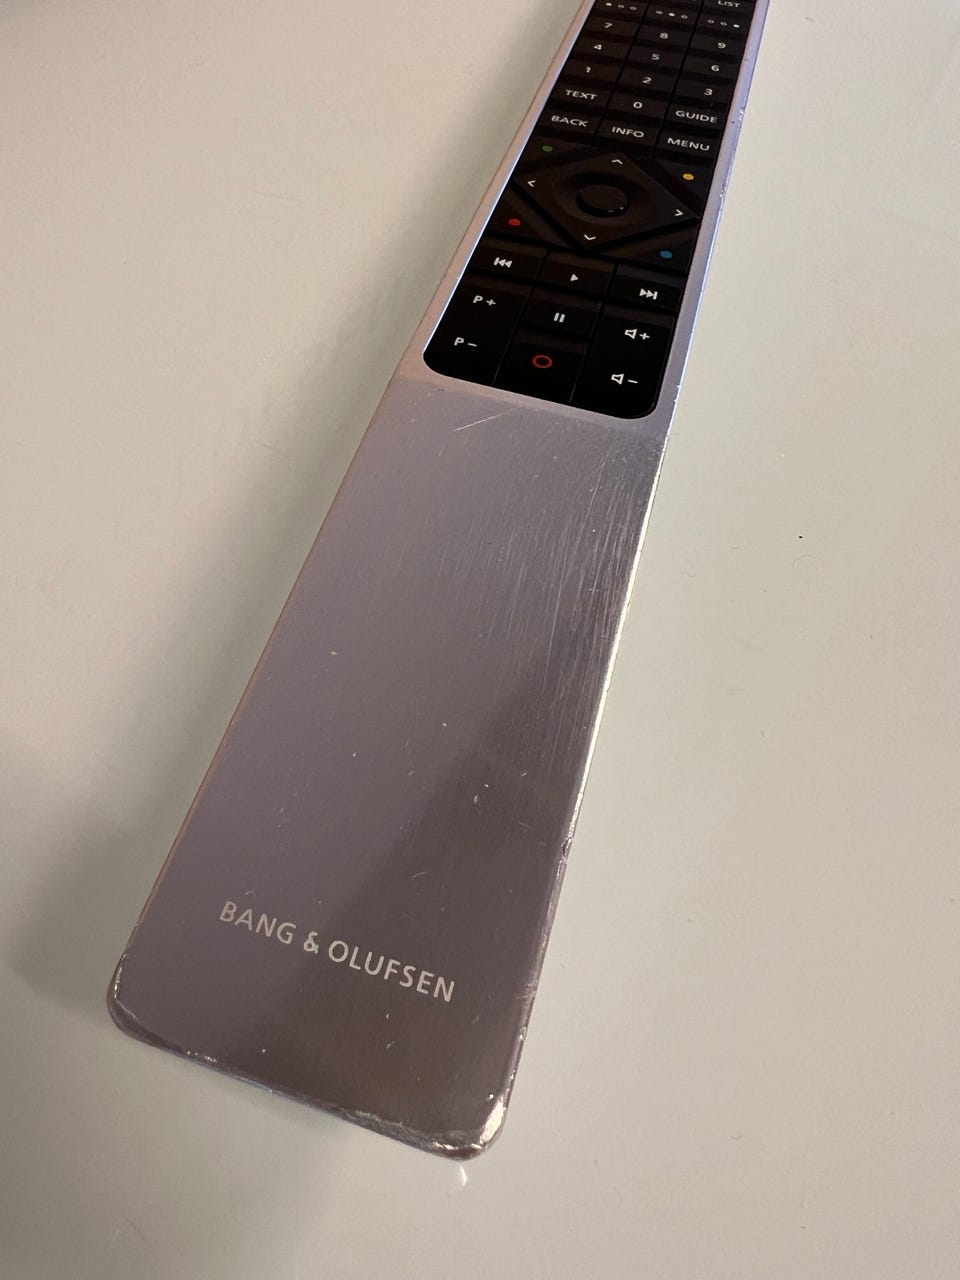 LIST
7 8 9
4 5 6
1 2 3
TEXT 0 GUIDE
BACK INFO MENU
P+
P−
+
−
BANG & OLUFSEN